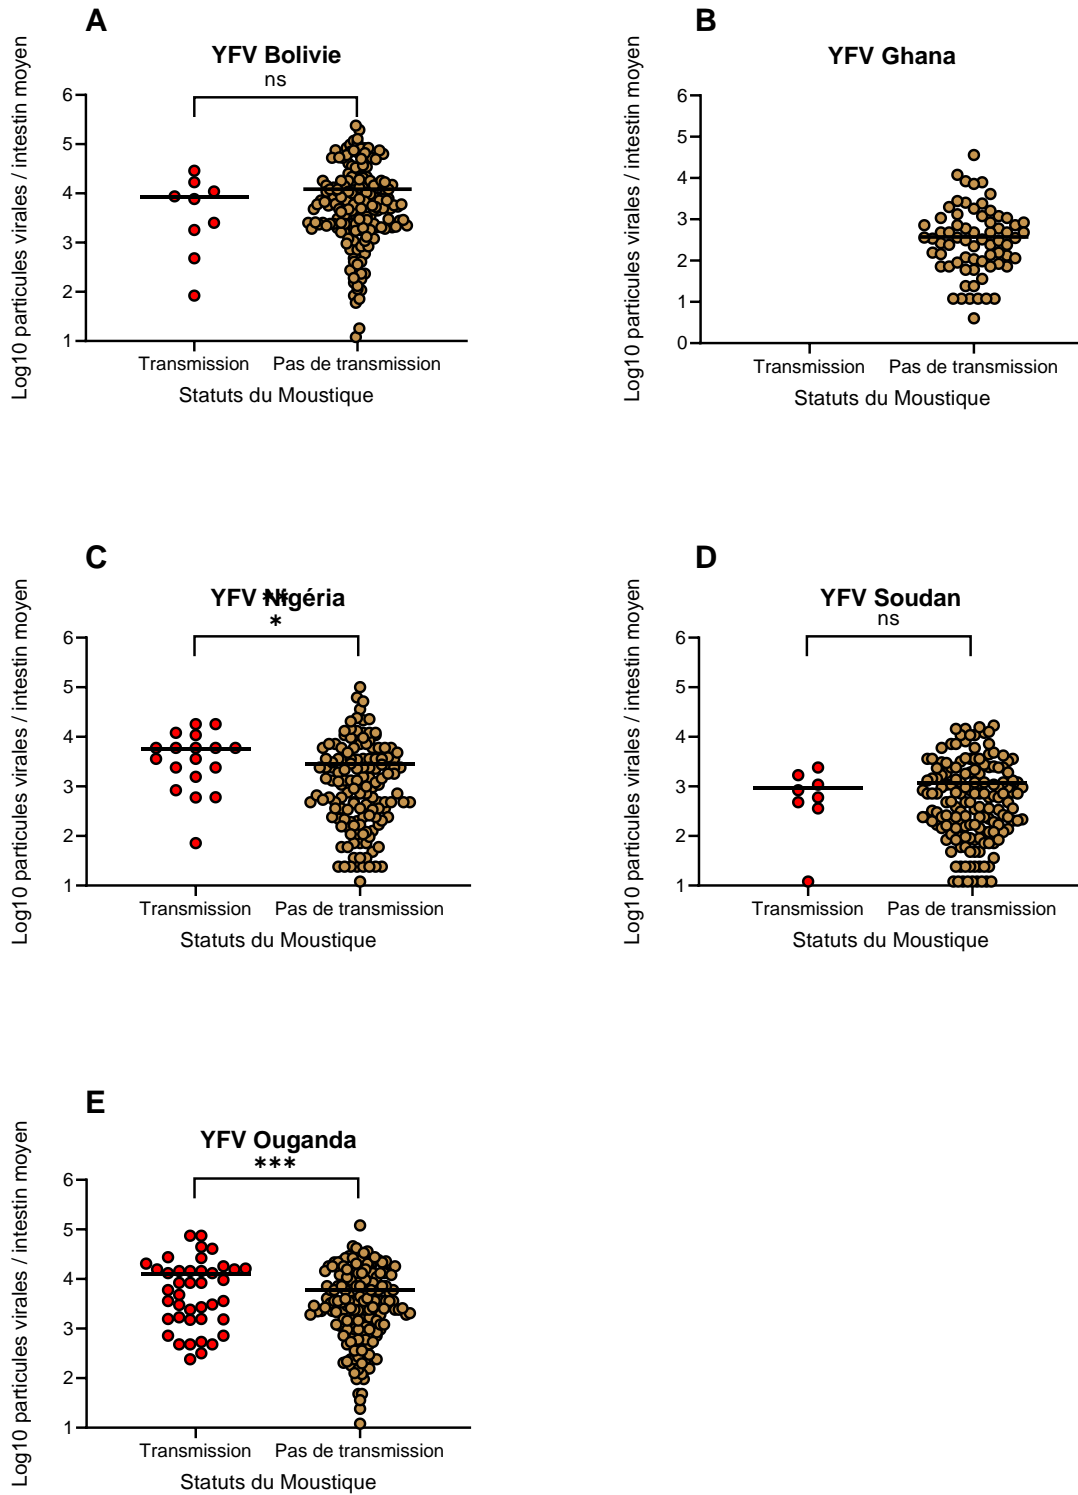 A
YFV Bolivie
ns
Log10 particules virales / intestin moyen
6
5
4
3
2
1
Transmission
Pas de transmission
Statuts du Moustique
B
YFV Ghana
Log10 particules virales / intestin moyen
6
5
4
3
2
1
0
Transmission
Pas de transmission
Statuts du Moustique
C
YFV Nigéria
**
*
Log10 particules virales / intestin moyen
6
5
4
3
2
1
Transmission
Pas de transmission
Statuts du Moustique
D
YFV Soudan
ns
Log10 particules virales / intestin moyen
6
5
4
3
2
1
Transmission
Pas de transmission
Statuts du Moustique
E
YFV Ouganda
***
Log10 particules virales / intestin moyen
6
5
4
3
2
1
Transmission
Pas de transmission
Statuts du Moustique